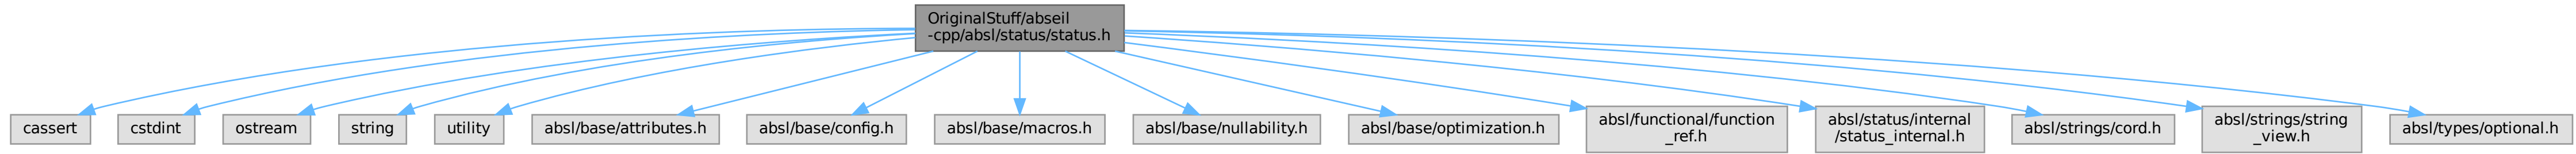 OriginalStuff/abseil
-cpp/absl/status/status.h
cassert
cstdint
ostream
string
utility
absl/base/attributes.h
absl/base/config.h
absl/base/macros.h
absl/base/nullability.h
absl/base/optimization.h
absl/functional/function
_ref.h
absl/status/internal
/status_internal.h
absl/strings/cord.h
absl/strings/string
_view.h
absl/types/optional.h